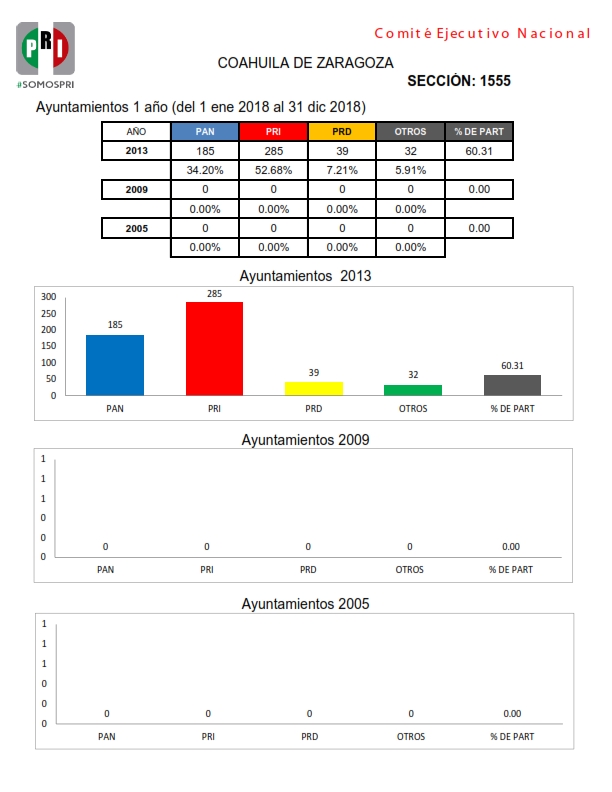 Comité Ejecutivo Nacional
PRI
#SOMOSPRI
COAHUILA DE ZARAGOZA
SECCIÓN: 1555
Ayuntamientos 1 año (del 1 ene 2018 al 31 dic 2018)
AÑO PAN PRI PRD OTROS % DE PART
2013 185 285 39 32 60.31
34.20% 52.68% 7.21% 5.91%
2009 0 0 0 0 0.00
0.00% 0.00% 0.00% 0.00%
2005 0 0 0 0 0.00
0.00% 0.00% 0.00% 0.00%
Ayuntamientos 2013
300
250
200
150
100
50
0
185 285 39 32 60.31
PAN PRI PRD OTROS % DE PART
Ayuntamientos 2009
1
1
1
0
0
0
0 0 0 0 0.00
PAN PRI PRD OTROS % DE PART
Ayuntamientos 2005
1
1
1
0
0
0
0 0 0 0 0.00
PAN PRI PRD OTROS % DE PART